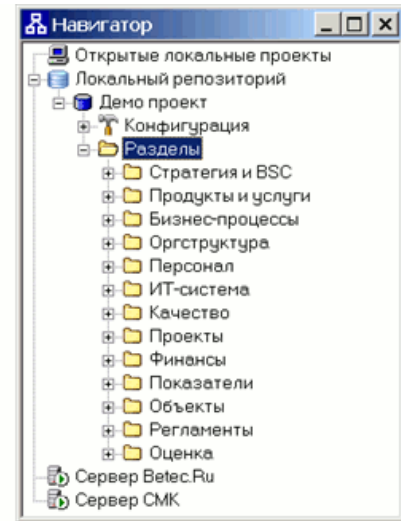 Навигатор
Открытые локальные проекты
Локальный репозиторий
Демо проект
Конфигурация
Разделы
Стратегия и BSC
Продукты и услуги
Бизнес-процессы
Оргструктура
Персонал
ИТ-система
Качество
Проекты
Финансы
Показатели
Объекты
Регламенты
Оценка
Сервер Betec.Ru
Сервер СМК